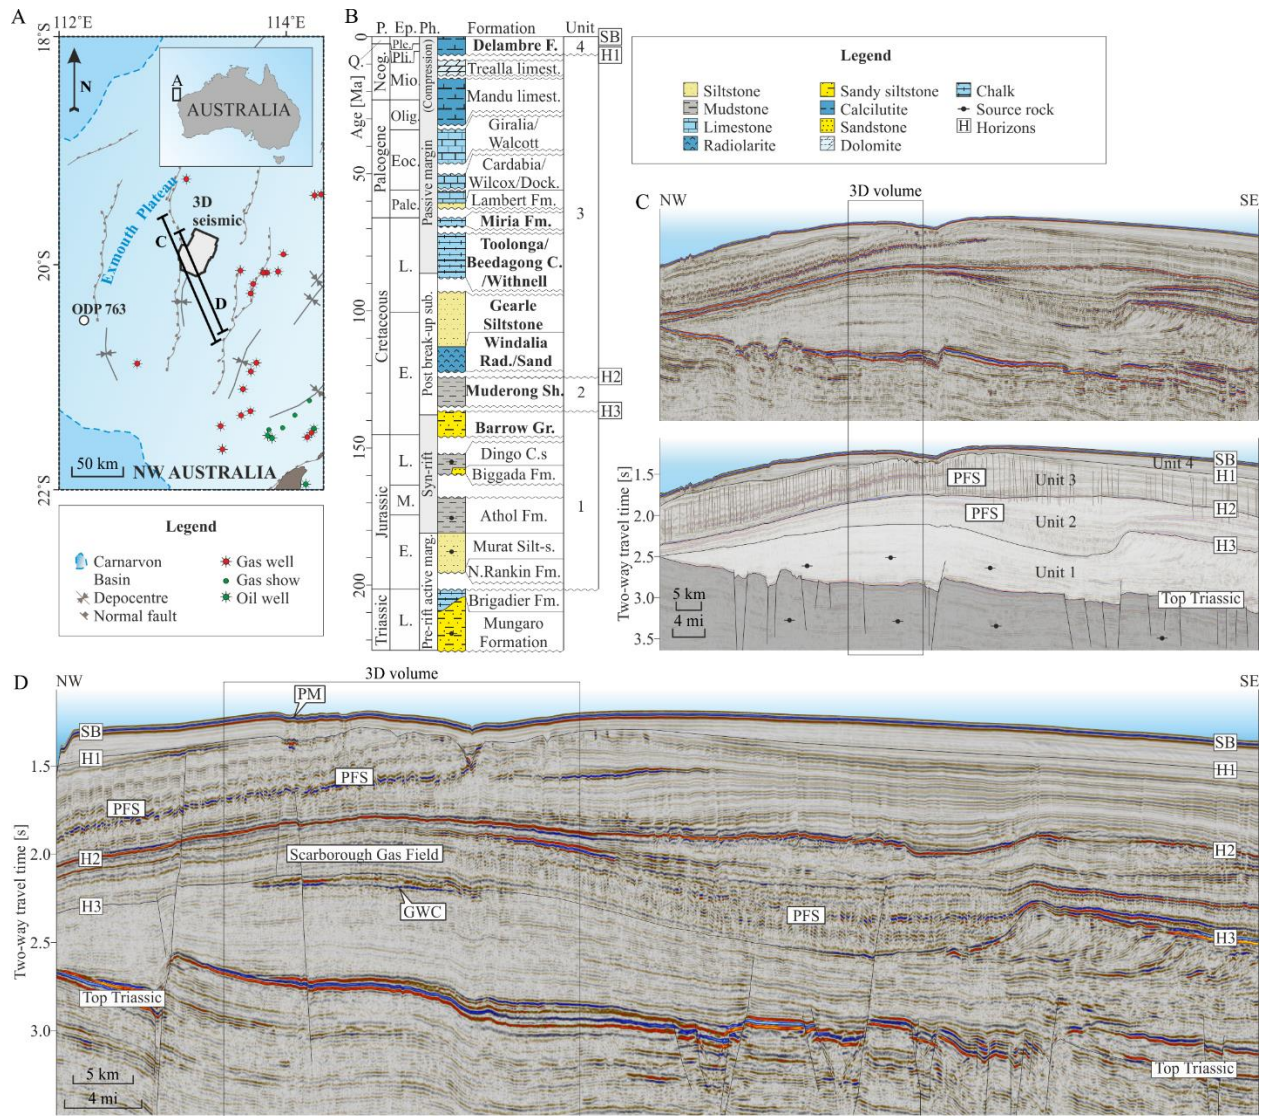 A
112°E
114°E
18°S
N
A
AUSTRALIA
Exmouth Plateau
3D
seismic
C
20°S
D
ODP 763
50 km
NW AUSTRALIA
22°S
Legend
Carnarvon
Basin
Depocentre
Normal fault
Gas well
Gas show
Oil well
B
P. Ep. Ph. Formation Unit
Age [Ma]
0
50
100
150
200
Q.
Neog.
Paleogene
Cretaceous
Jurassic
Triassic
Plc.
Pli.
Mio.
Olig.
Eoc.
Palc.
L.
E.
L.
M.
E.
L.
(Compression)
Passive margin
Post break-up sub.
Syn-rift
Pre-rift active marg.
Delambre F.
Trealla limest.
Mandu limest.
Giralia/
Walcott
Cardabia/
Wilcox/Dock.
Lambert Fm.
Miria Fm.
Toolonga/
Beedagong C.
/Withnell
Gearle
Siltstone
Windalia
Rad./Sand
Muderong Sh.
Barrow Gr.
Dingo C.s
Biggada Fm.
Athol Fm.
Murat Silt-s.
N.Rankin Fm.
Brigadier Fm.
Mungaro
Formation
4
3
2
1
SB
H1
H2
H3
Legend
Siltstone
Mudstone
Limestone
Radiolarite
Sandy siltstone
Calcilutite
Sandstone
Dolomite
Chalk
Source rock
H Horizons
C
NW
3D volume
SE
Two-way travel time [s]
1.5
2.0
2.5
3.0
3.5
PFS
PFS
Unit 4
Unit 3
Unit 2
Unit 1
SB
H1
H2
H3
Top Triassic
5 km
4 mi
D
NW
3D volume
SE
PM
SB
SB
H1
H1
1.5
PFS
PFS
Two-way travel time [s]
2.0
H2
H2
Scarborough Gas Field
GWC
H3
PFS
H3
2.5
Top Triassic
3.0
Top Triassic
5 km
4 mi